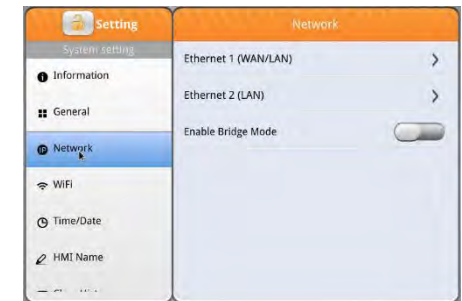 Setting
System setting
Information
General
Network
WiFi
Time/Date
HMI Name
Network
Ethernet 1 (WAN/LAN)
Ethernet 2 (LAN)
Enable Bridge Mode